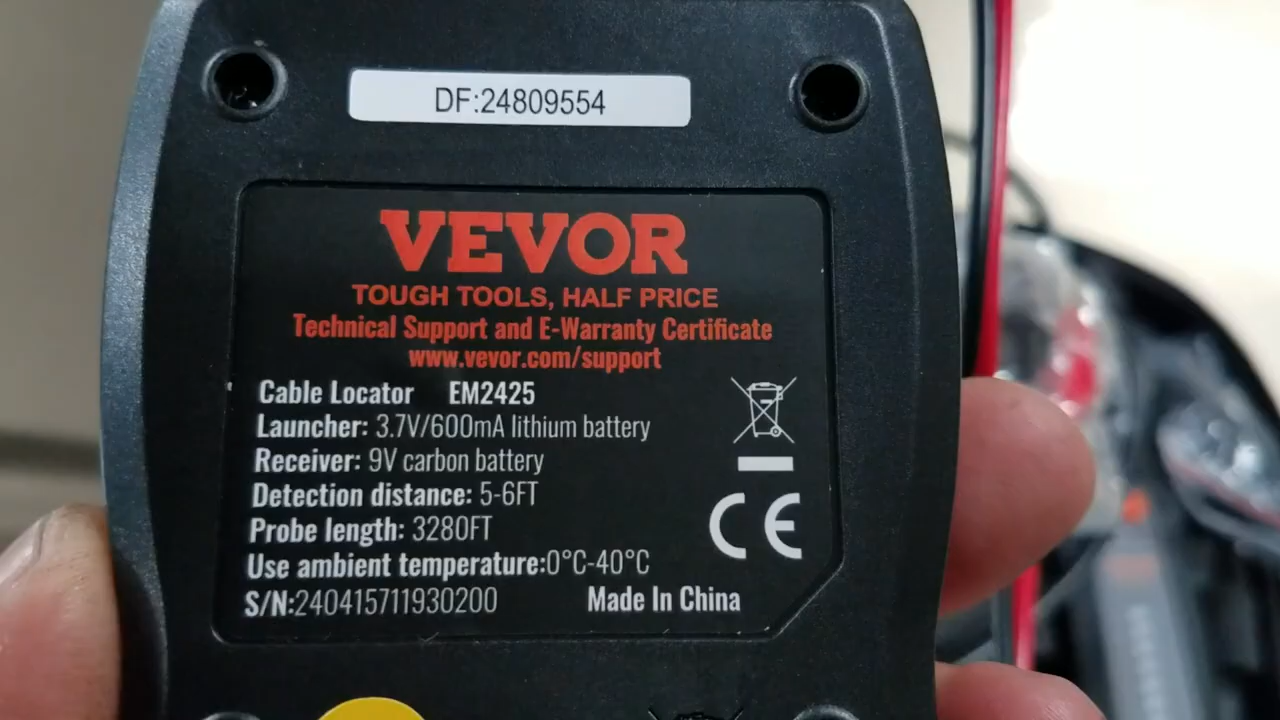 DF:24809554
VEVOR
TOUGH TOOLS, HALF PRICE
Technical Support and E-Warranty Certificate
www.vevor.com/support
Cable Locator EM2425
Launcher: 3.7V/600mA lithium battery
Receiver: 9V carbon battery
Detection distance: 5-6FT
Probe length: 3280FT
Use ambient temperature:0°C-40°C
CE
S/N:240415711930200 Made In China